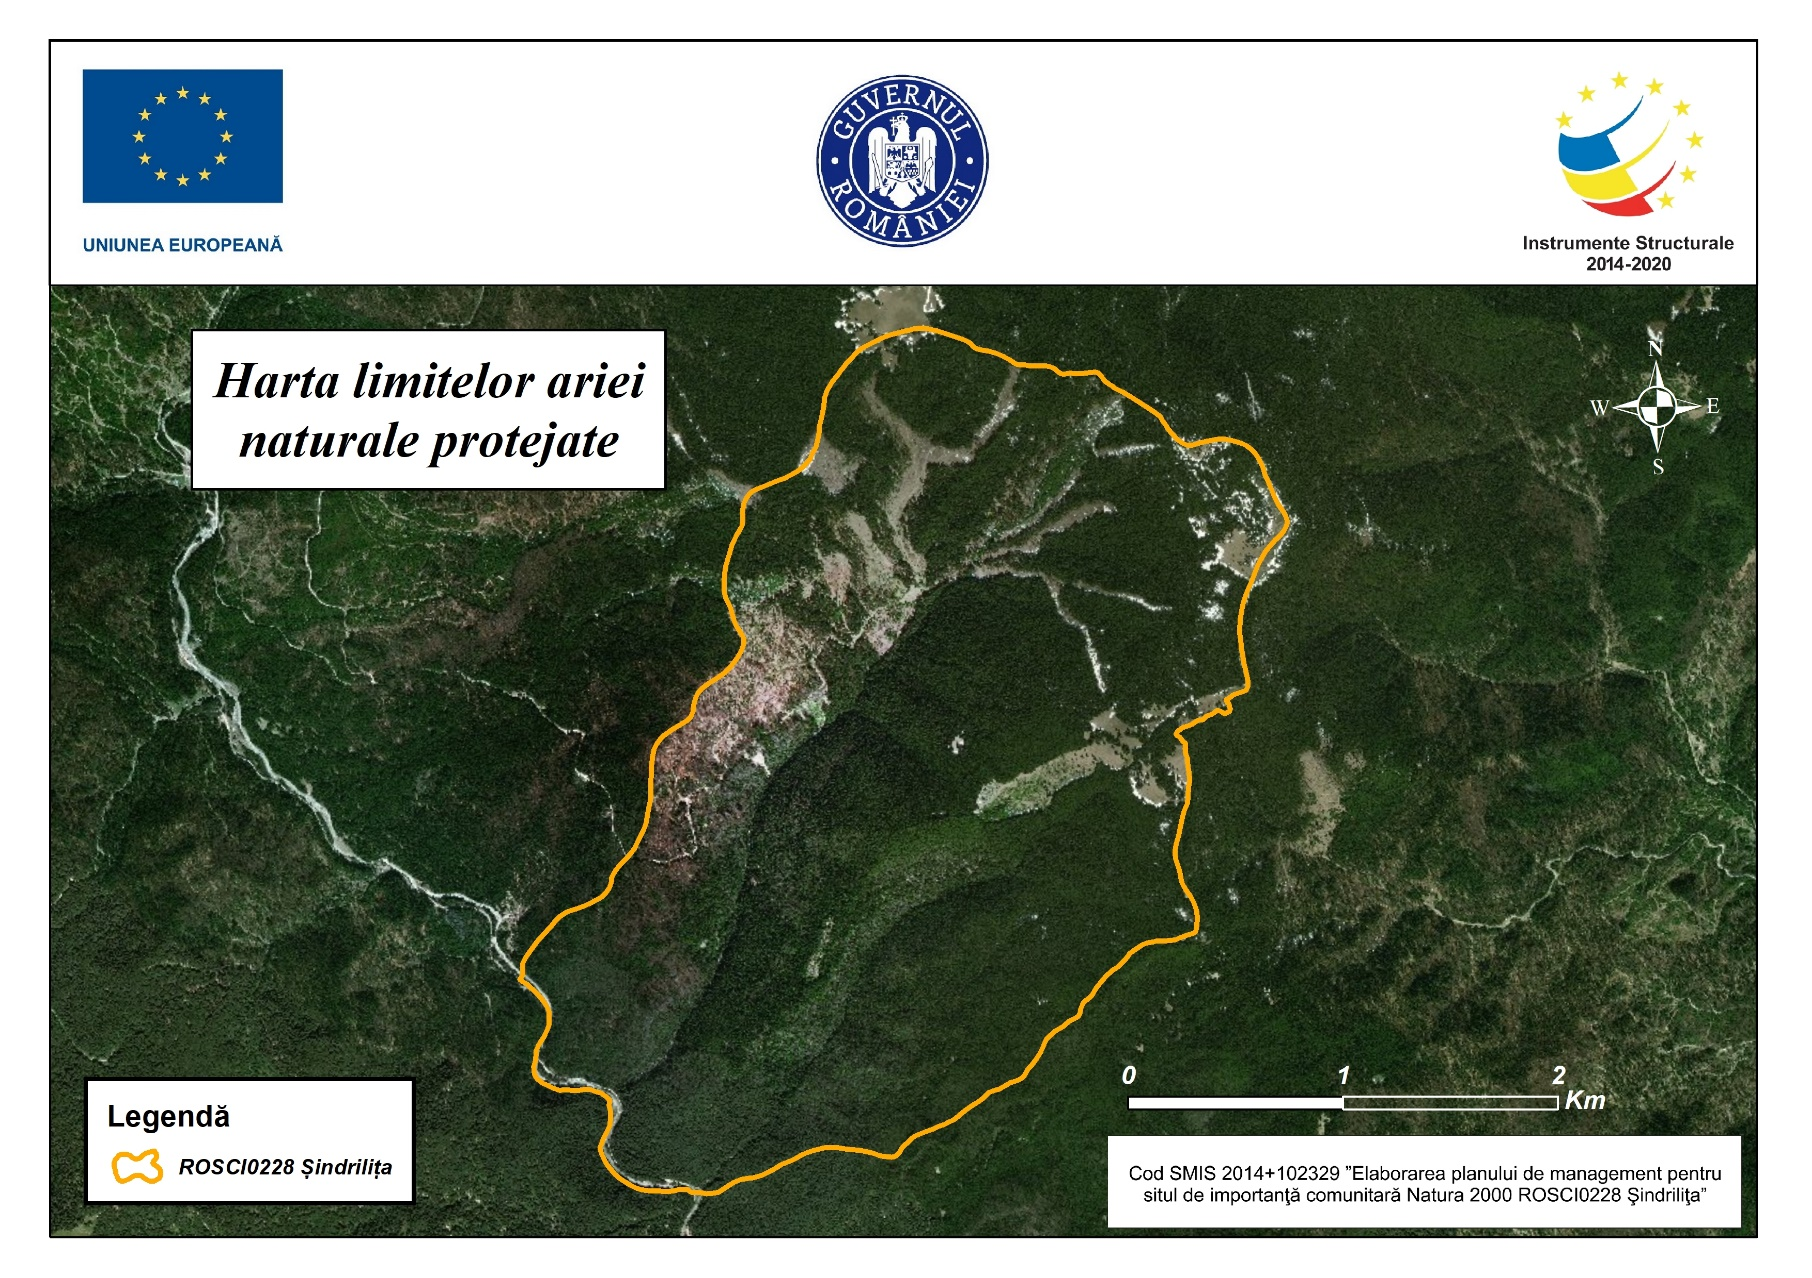 UNIUNEA EUROPEANĂ
GUVERNUL
ROMÂNIEI
Instrumente Structurale
2014-2020
Harta limitelor ariei
naturale protejate
N
W E
S
0 1 2
Km
Legendă
ROSCI0228 Șindrilița
Cod SMIS 2014+102329 ”Elaborarea planului de management pentru
situl de importanţă comunitară Natura 2000 ROSCI0228 Şindriliţa”